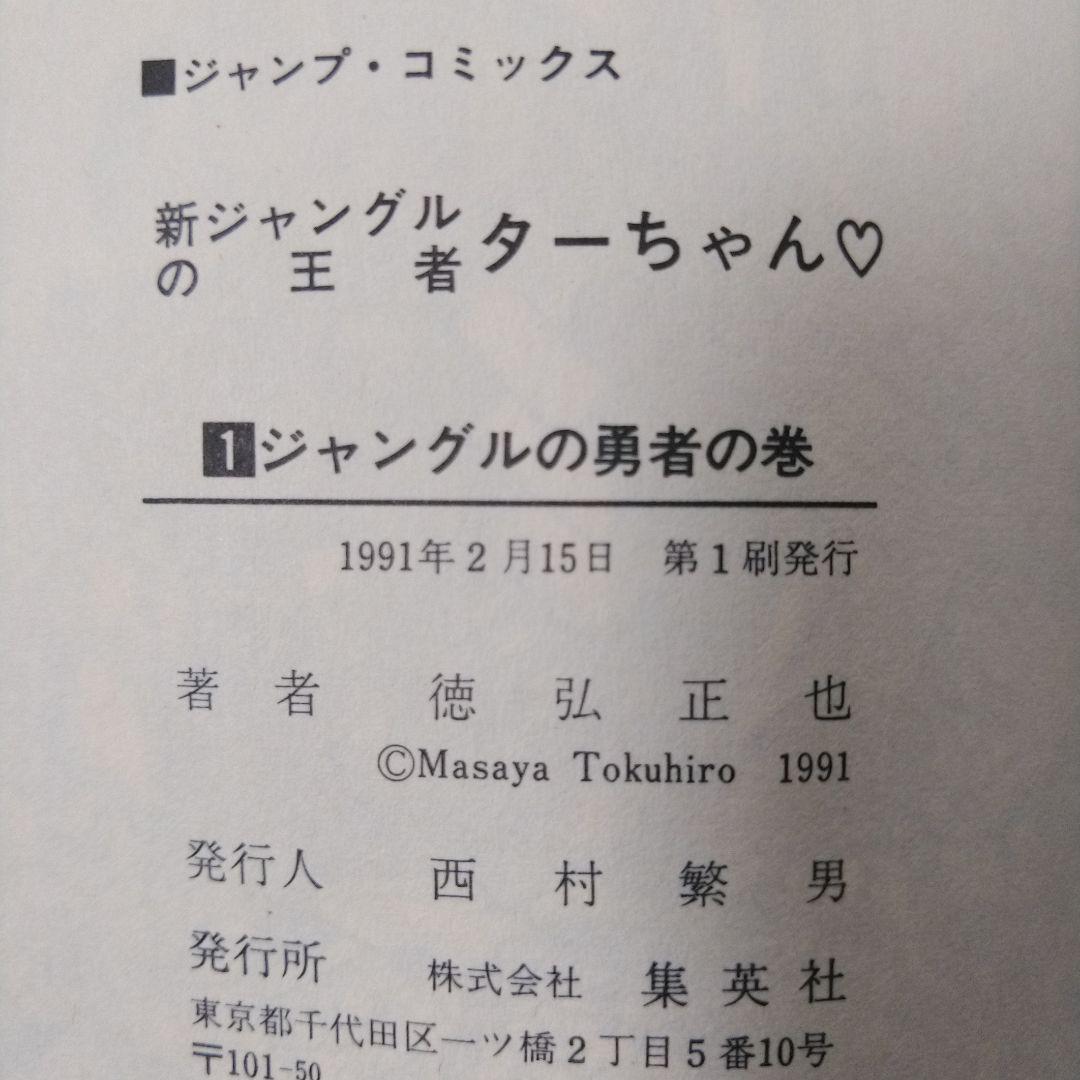 ■ジャンプ・コミックス
新ジャングルの王者ターちゃん♡
1ジャングルの勇者の巻
1991年2月15日 第1刷発行
著者 徳弘正也
©Masaya Tokuhiro 1991
発行人 西村繁男
発行所 株式会社 集英社
東京都千代田区一ツ橋2丁目5番10号
〒101-50